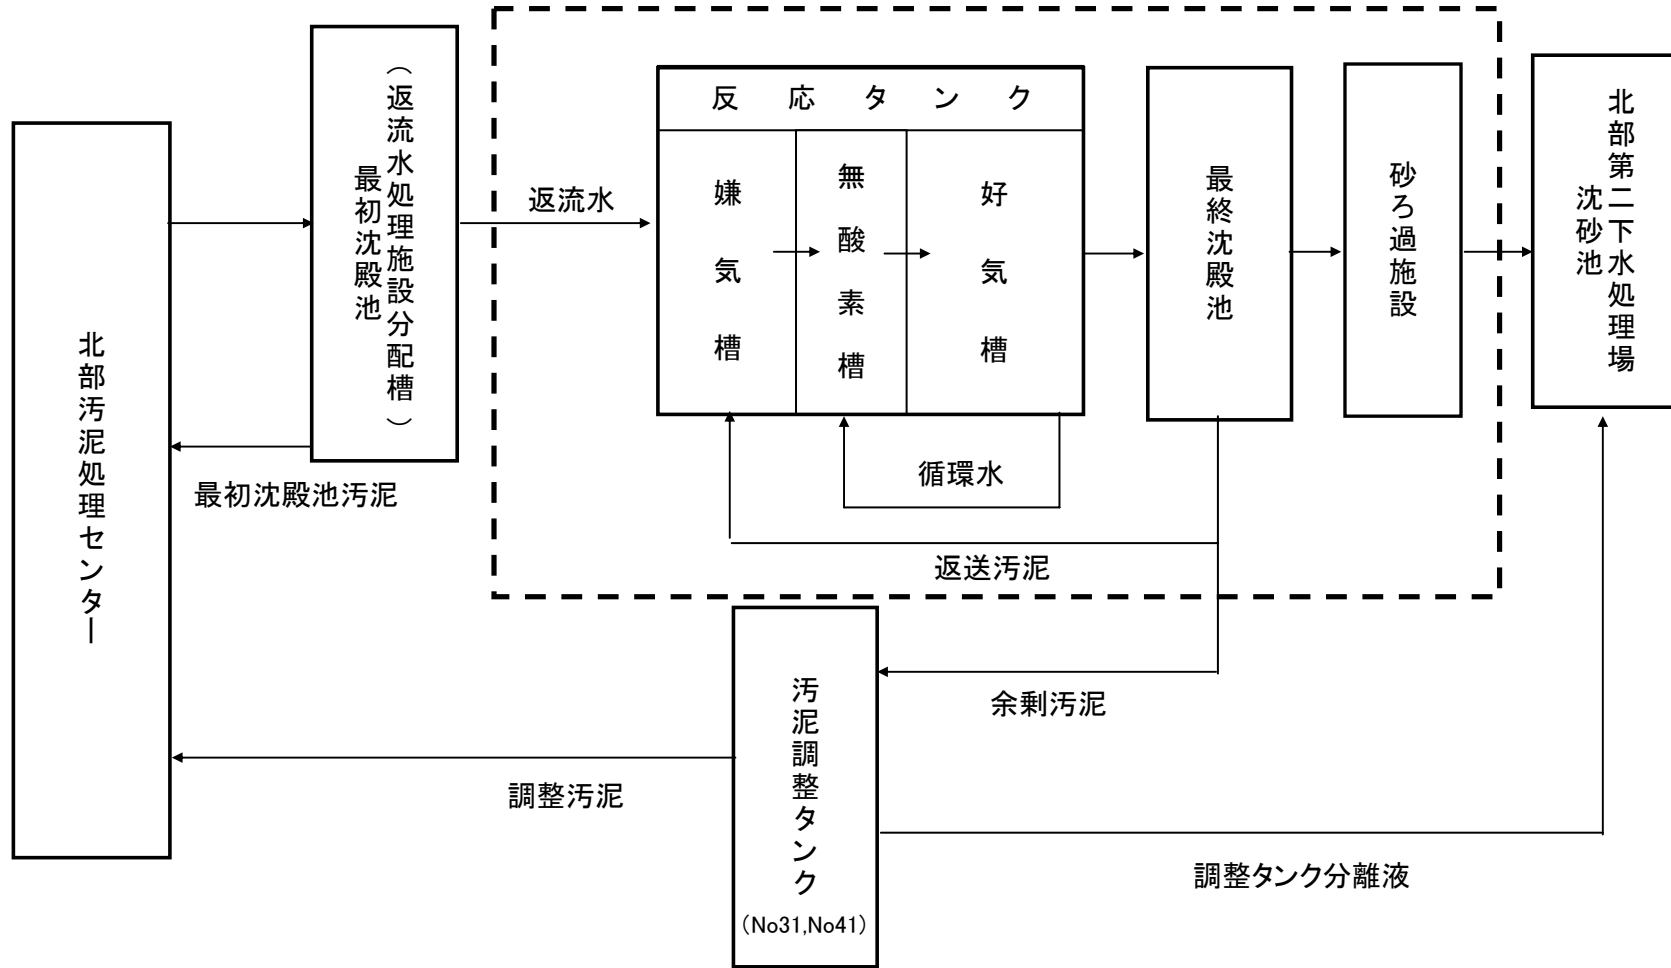 北部汚泥処理センター
（返流水処理施設分配槽）
最初沈殿池
返流水
反応タンク
嫌気槽
無酸素槽
好気槽
最終沈殿池
砂ろ過施設
北部第二下水処理場
沈砂池
最初沈殿池汚泥
循環水
返送汚泥
余剰汚泥
汚泥調整タンク
（No31,No41）
調整汚泥
調整タンク分離液